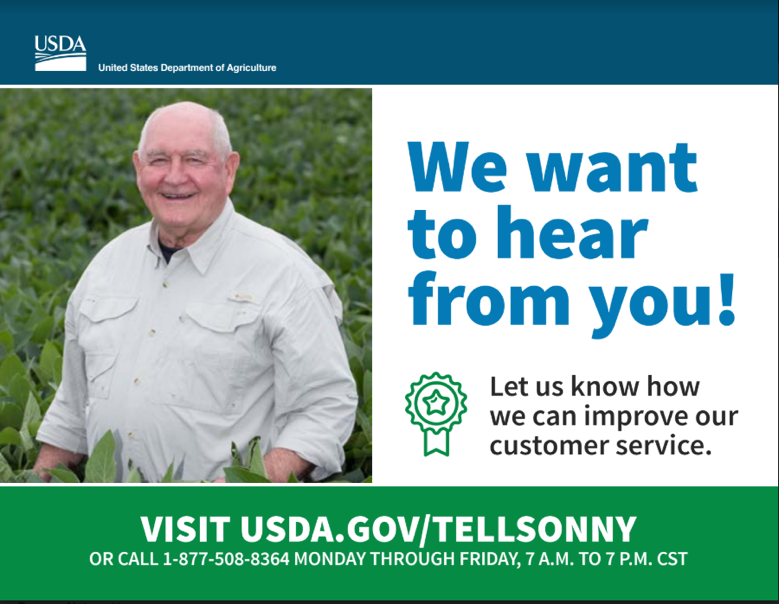 USDA
United States Department of Agriculture
We want
to hear
from you!
Let us know how
we can improve our
customer service.
VISIT USDA.GOV/TELLSONNY
OR CALL 1-877-508-8364 MONDAY THROUGH FRIDAY, 7 A.M. TO 7 P.M. CST